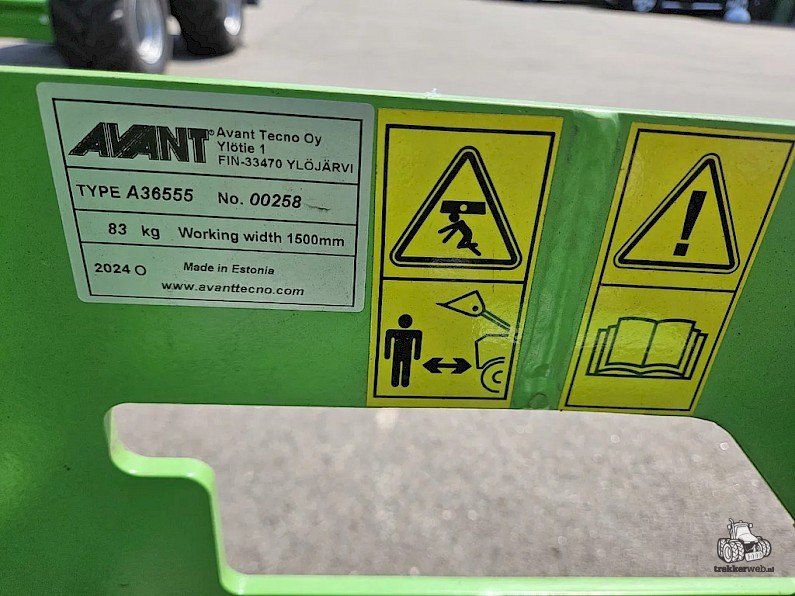 AVANT® Avant Tecno Oy
Ylötie 1
FIN-33470 YLÖJÄRVI
TYPE A36555 No. 00258
83 kg Working width 1500mm
2024 O Made in Estonia
www.avanttecno.com
trekkerweb.nl